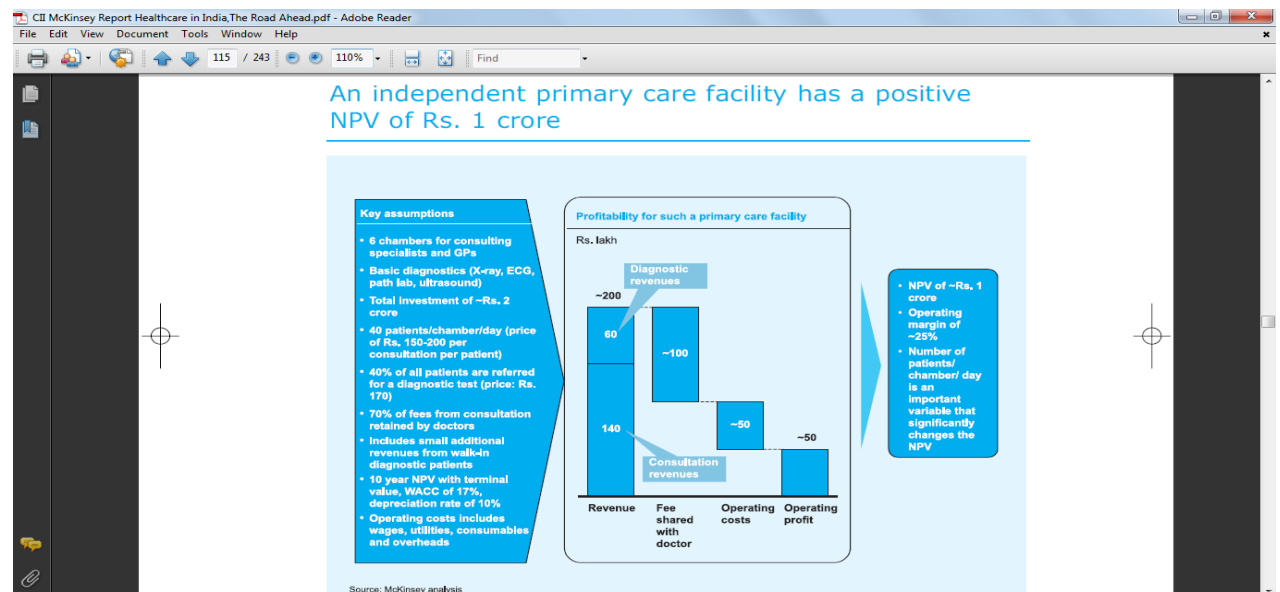 CII McKinsey Report Healthcare in India,The Road Ahead.pdf - Adobe Reader
File Edit View Document Tools Window Help
115 / 243 110% Find
An independent primary care facility has a positive
NPV of Rs. 1 crore
Key assumptions
• 6 chambers for consulting
specialists and GPs
• Basic diagnostics (X-ray, ECG,
path lab, ultrasound)
• Total investment of ~Rs. 2
crore
• 40 patients/chamber/day (price
of Rs. 150-200 per
consultation per patient)
• 40% of all patients are referred
for a diagnostic test (price: Rs.
170)
• 70% of fees from consultation
retained by doctors
• Includes small additional
revenues from walk-in
diagnostic patients
• 10 year NPV with terminal
value, WACC of 17%,
depreciation rate of 10%
• Operating costs includes
wages, utilities, consumables
and overheads
Profitability for such a primary care facility
Rs. lakh
Diagnostic
revenues
~200
60
~100
140
~50
~50
Consultation
revenues
Revenue
Fee
shared
with
doctor
Operating
costs
Operating
profit
• NPV of ~Rs. 1
crore
• Operating
margin of
~25%
• Number of
patients/
chamber/ day
is an
important
variable that
significantly
changes the
NPV
Source: McKinsey analysis